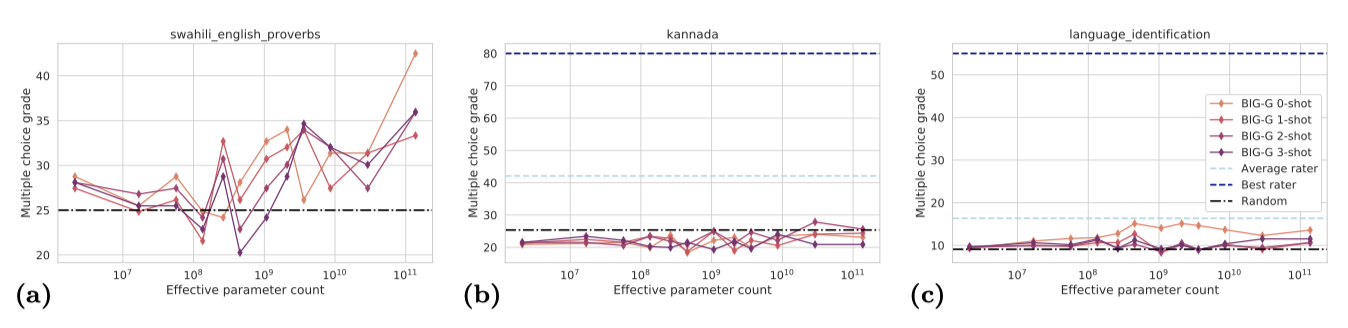 swahili_english_proverbs
Multiple choice grade
40
35
30
25
20
10⁷ 10⁸ 10⁹ 10¹⁰ 10¹¹
Effective parameter count
(a)
kannada
Multiple choice grade
80
70
60
50
40
30
20
10⁷ 10⁸ 10⁹ 10¹⁰ 10¹¹
Effective parameter count
(b)
language_identification
Multiple choice grade
50
40
30
20
10
10⁷ 10⁸ 10⁹ 10¹⁰ 10¹¹
Effective parameter count
(c)
BIG-G 0-shot
BIG-G 1-shot
BIG-G 2-shot
BIG-G 3-shot
Average rater
Best rater
Random